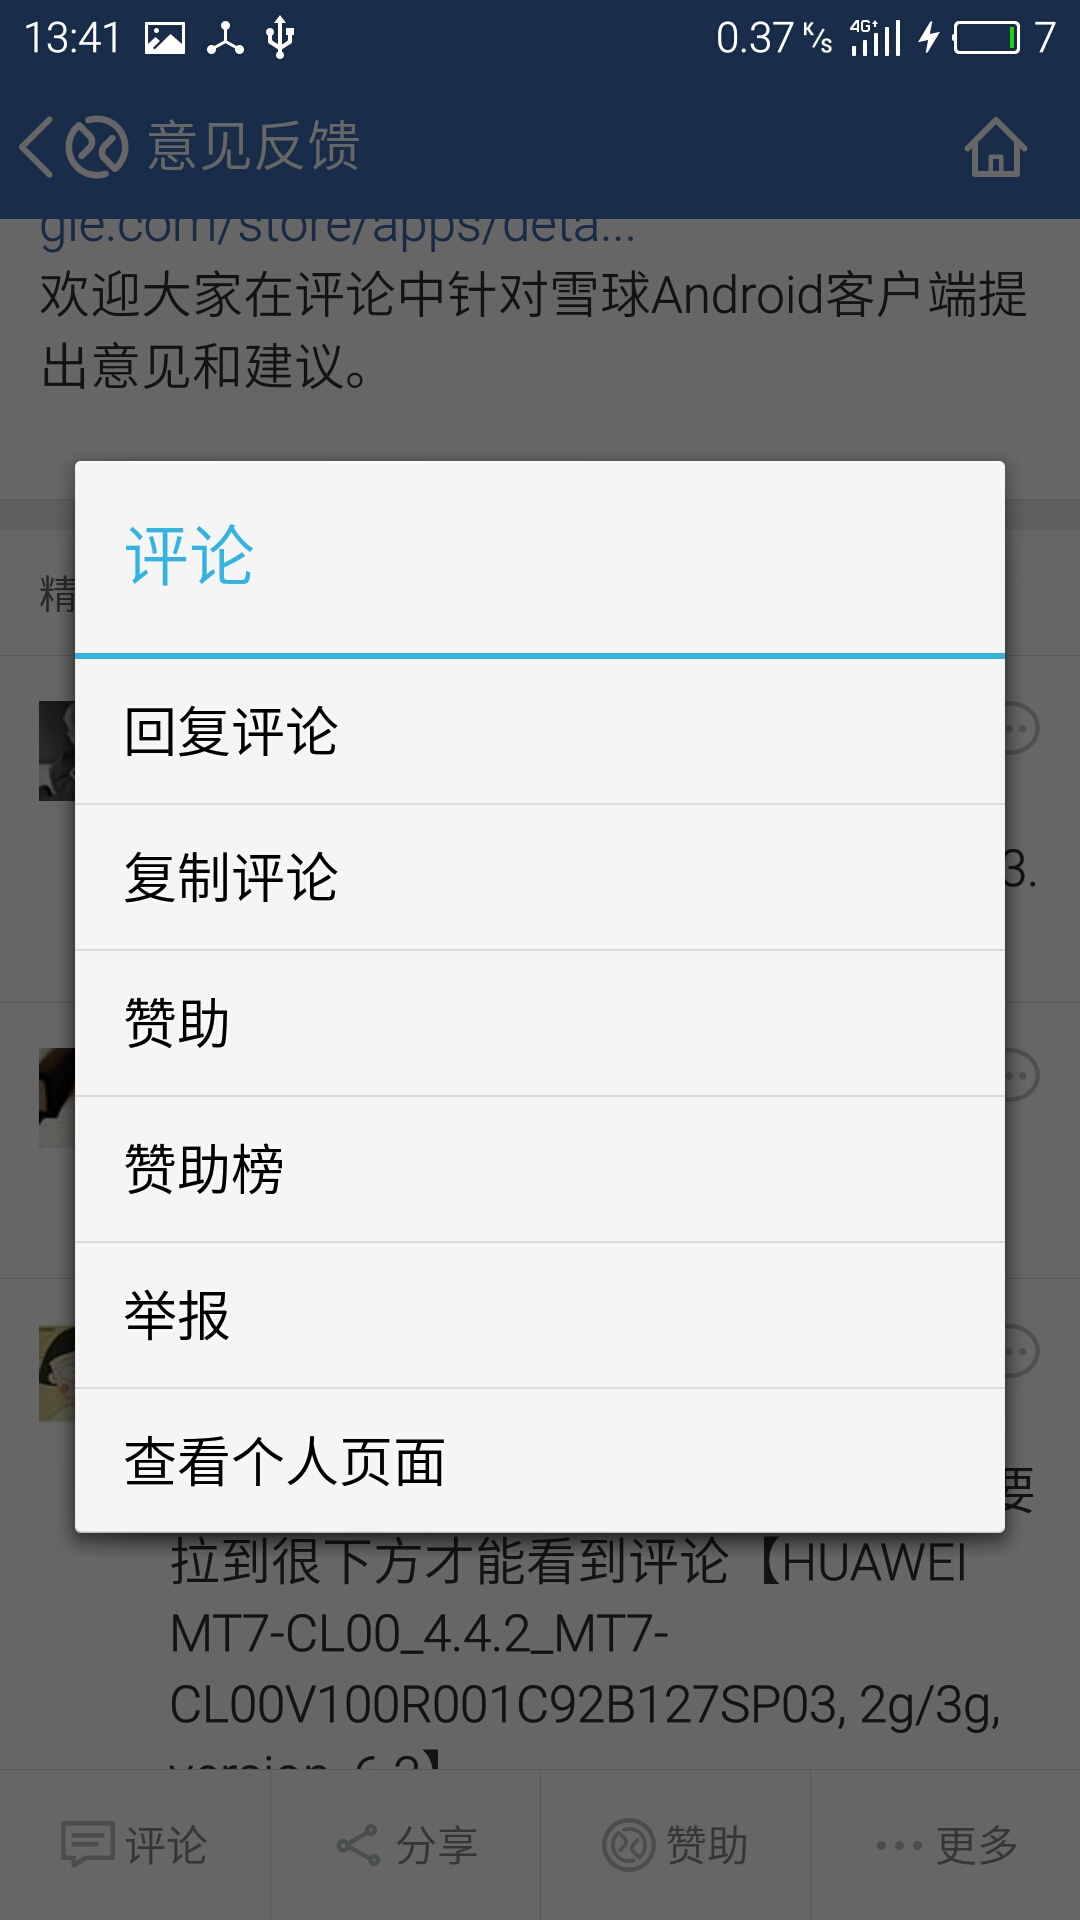 13:41
0.37 K/s 4G 7
意见反馈
gle.com/store/apps/deta...
欢迎大家在评论中针对雪球Android客户端提
出意见和建议。
精
评论
回复评论
复制评论
3.
赞助
赞助榜
举报
查看个人页面
要
拉到很下方才能看到评论【HUAWEI
MT7-CL00_4.4.2_MT7-
CL00V100R001C92B127SP03, 2g/3g,
评论
分享
赞助
更多